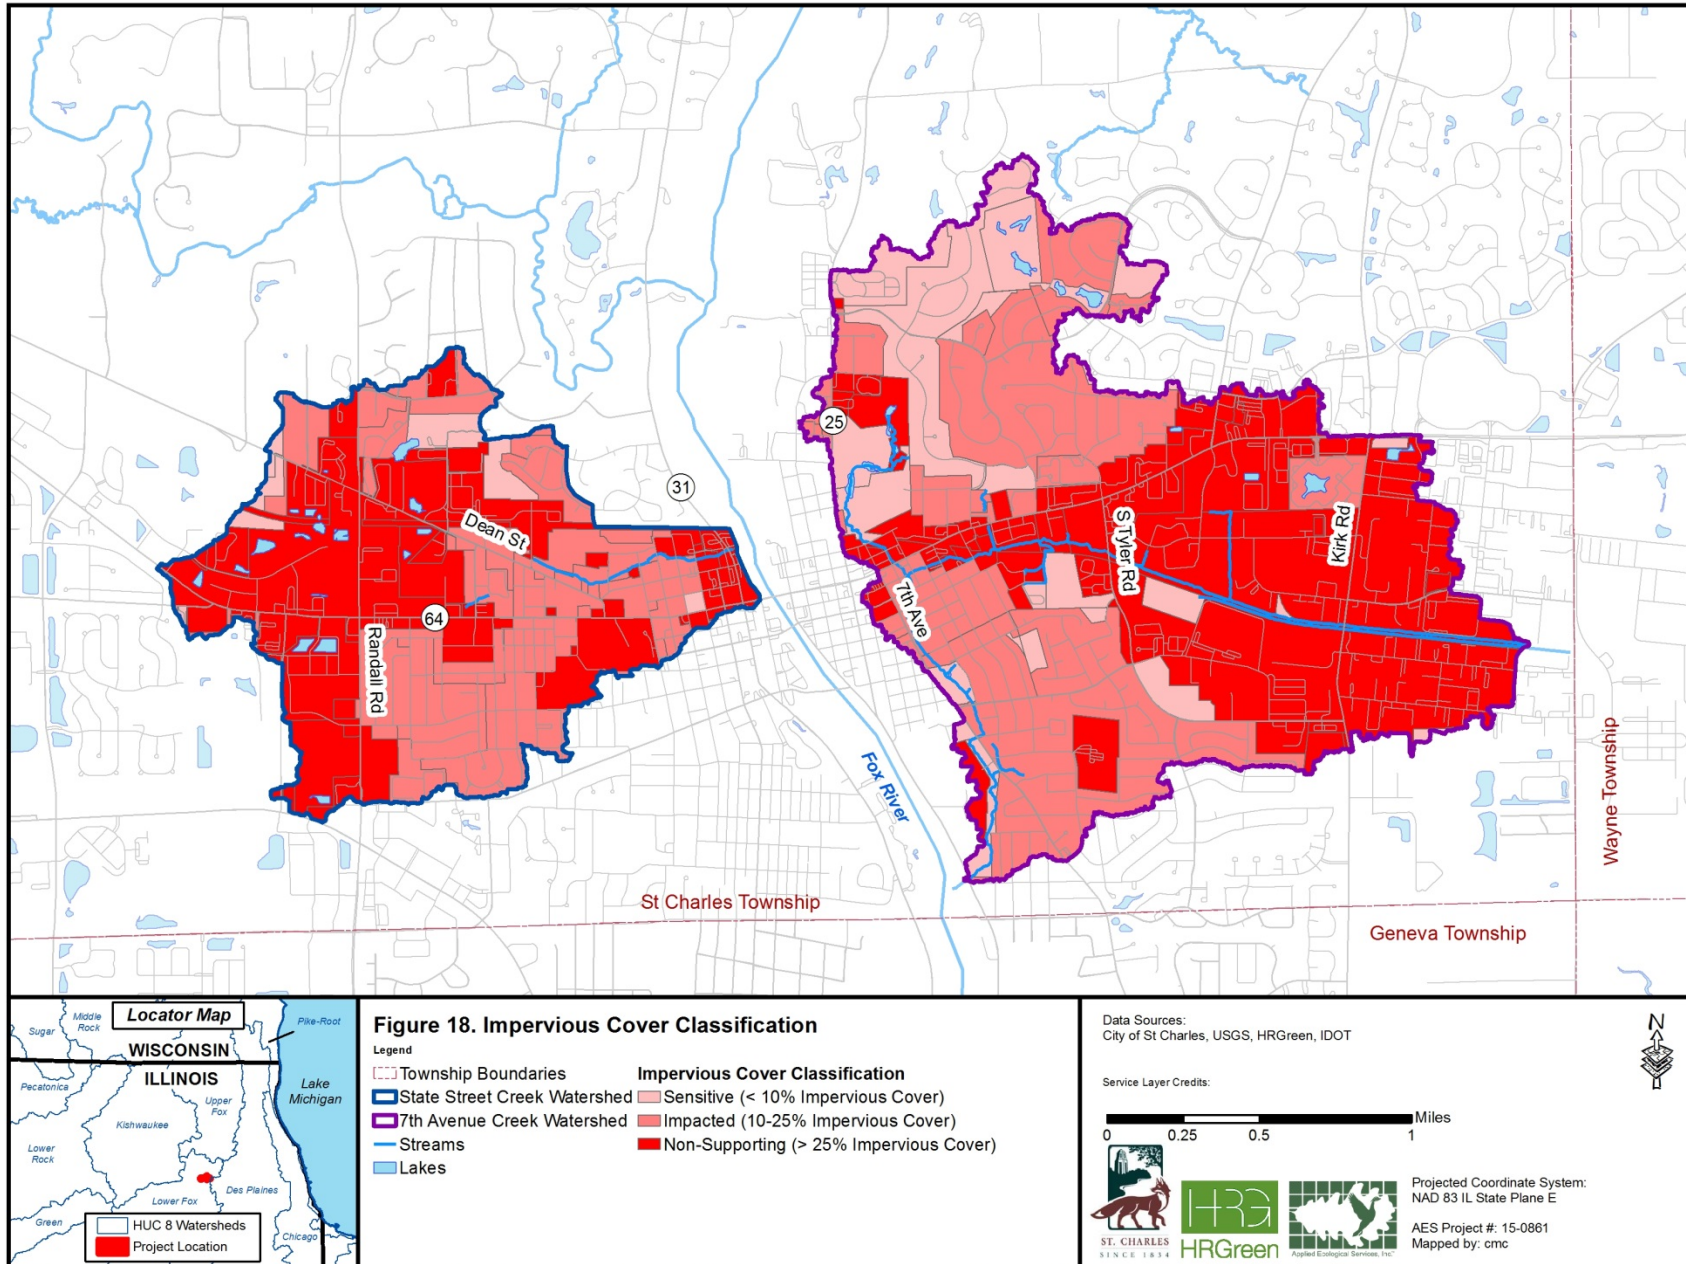 25
31
Dean St
S Tyler Rd
Kirk Rd
7th Ave
64
Randall Rd
Fox River
Wayne Township
St Charles Township
Geneva Township
Locator Map
Sugar
Middle
Rock
Pike-Root
WISCONSIN
ILLINOIS
Pecatonica
Lake
Michigan
Upper
Fox
Kishwaukee
Lower
Rock
Des Plaines
Lower Fox
Green
Chicago
HUC 8 Watersheds
Project Location
Figure 18. Impervious Cover Classification
Legend
Township Boundaries
State Street Creek Watershed
7th Avenue Creek Watershed
Streams
Lakes
Impervious Cover Classification
Sensitive (< 10% Impervious Cover)
Impacted (10-25% Impervious Cover)
Non-Supporting (> 25% Impervious Cover)
Data Sources:
City of St Charles, USGS, HRGreen, IDOT
Service Layer Credits:
N
Miles
0 0.25 0.5 1
ST. CHARLES
SINCE 1834
HRG
HRGreen
Applied Ecological Services, Inc.™
Projected Coordinate System:
NAD 83 IL State Plane E
AES Project #: 15-0861
Mapped by: cmc